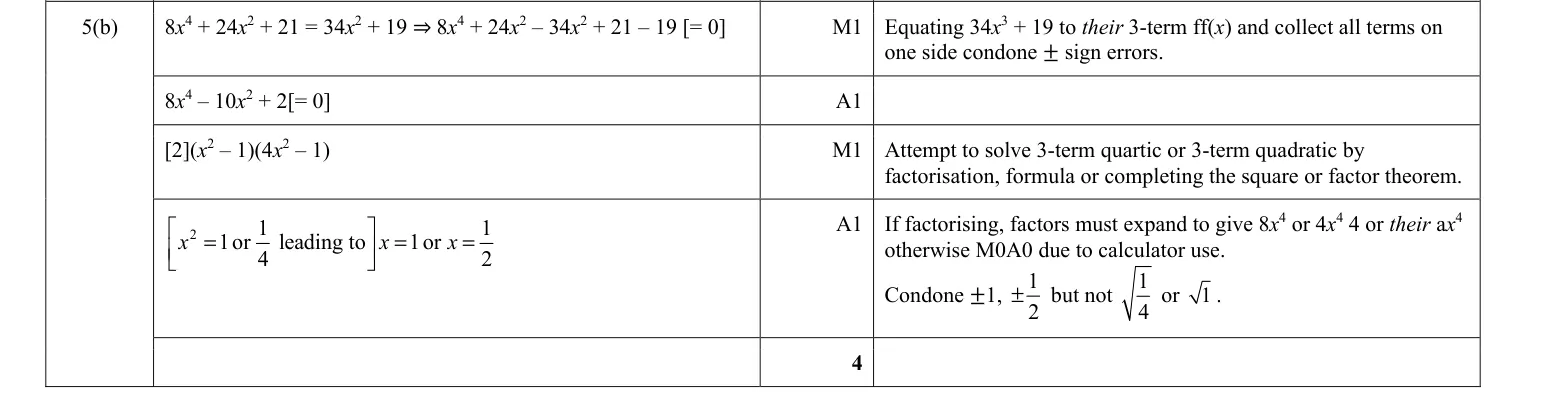 5(b) 8x⁴ + 24x² + 21 = 34x² + 19 ⇒ 8x⁴ + 24x² – 34x² + 21 – 19 [= 0] M1 Equating 34x³ + 19 to their 3-term ff(x) and collect all terms on
one side condone ± sign errors.
8x⁴ – 10x² + 2[= 0] A1
[2](x² – 1)(4x² – 1) M1 Attempt to solve 3-term quartic or 3-term quadratic by
factorisation, formula or completing the square or factor theorem.
[x² = 1 or 1/4 leading to] x = 1 or x = 1/2 A1 If factorising, factors must expand to give 8x⁴ or 4x⁴ 4 or their ax⁴
otherwise M0A0 due to calculator use.
Condone ±1, ±1/2 but not √(1/4) or √1 .
4